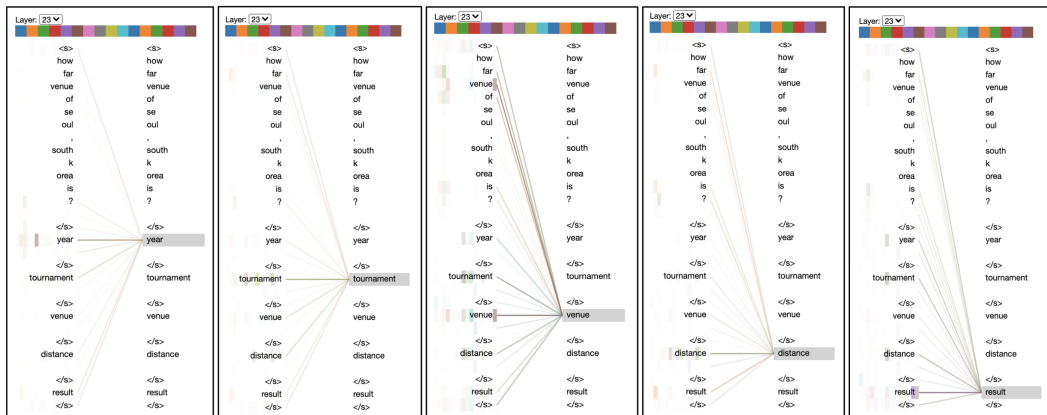 Layer: 23
<s> <s>
how how
far far
venue venue
of of
se se
oul oul
, ,
south south
k k
orea orea
is is
? ?
</s> </s>
year year
</s> </s>
tournament tournament
</s> </s>
venue venue
</s> </s>
distance distance
</s> </s>
result result
</s> </s>
Layer: 23
<s> <s>
how how
far far
venue venue
of of
se se
oul oul
, ,
south south
k k
orea orea
is is
? ?
</s> </s>
year year
</s> </s>
tournament tournament
</s> </s>
venue venue
</s> </s>
distance distance
</s> </s>
result result
</s> </s>
Layer: 23
<s> <s>
how how
far far
venue venue
of of
se se
oul oul
, ,
south south
k k
orea orea
is is
? ?
</s> </s>
year year
</s> </s>
tournament tournament
</s> </s>
venue venue
</s> </s>
distance distance
</s> </s>
result result
</s> </s>
Layer: 23
<s> <s>
how how
far far
venue venue
of of
se se
oul oul
, ,
south south
k k
orea orea
is is
? ?
</s> </s>
year year
</s> </s>
tournament tournament
</s> </s>
venue venue
</s> </s>
distance distance
</s> </s>
result result
</s> </s>
Layer: 23
<s> <s>
how how
far far
venue venue
of of
se se
oul oul
, ,
south south
k k
orea orea
is is
? ?
</s> </s>
year year
</s> </s>
tournament tournament
</s> </s>
venue venue
</s> </s>
distance distance
</s> </s>
result result
</s> </s>